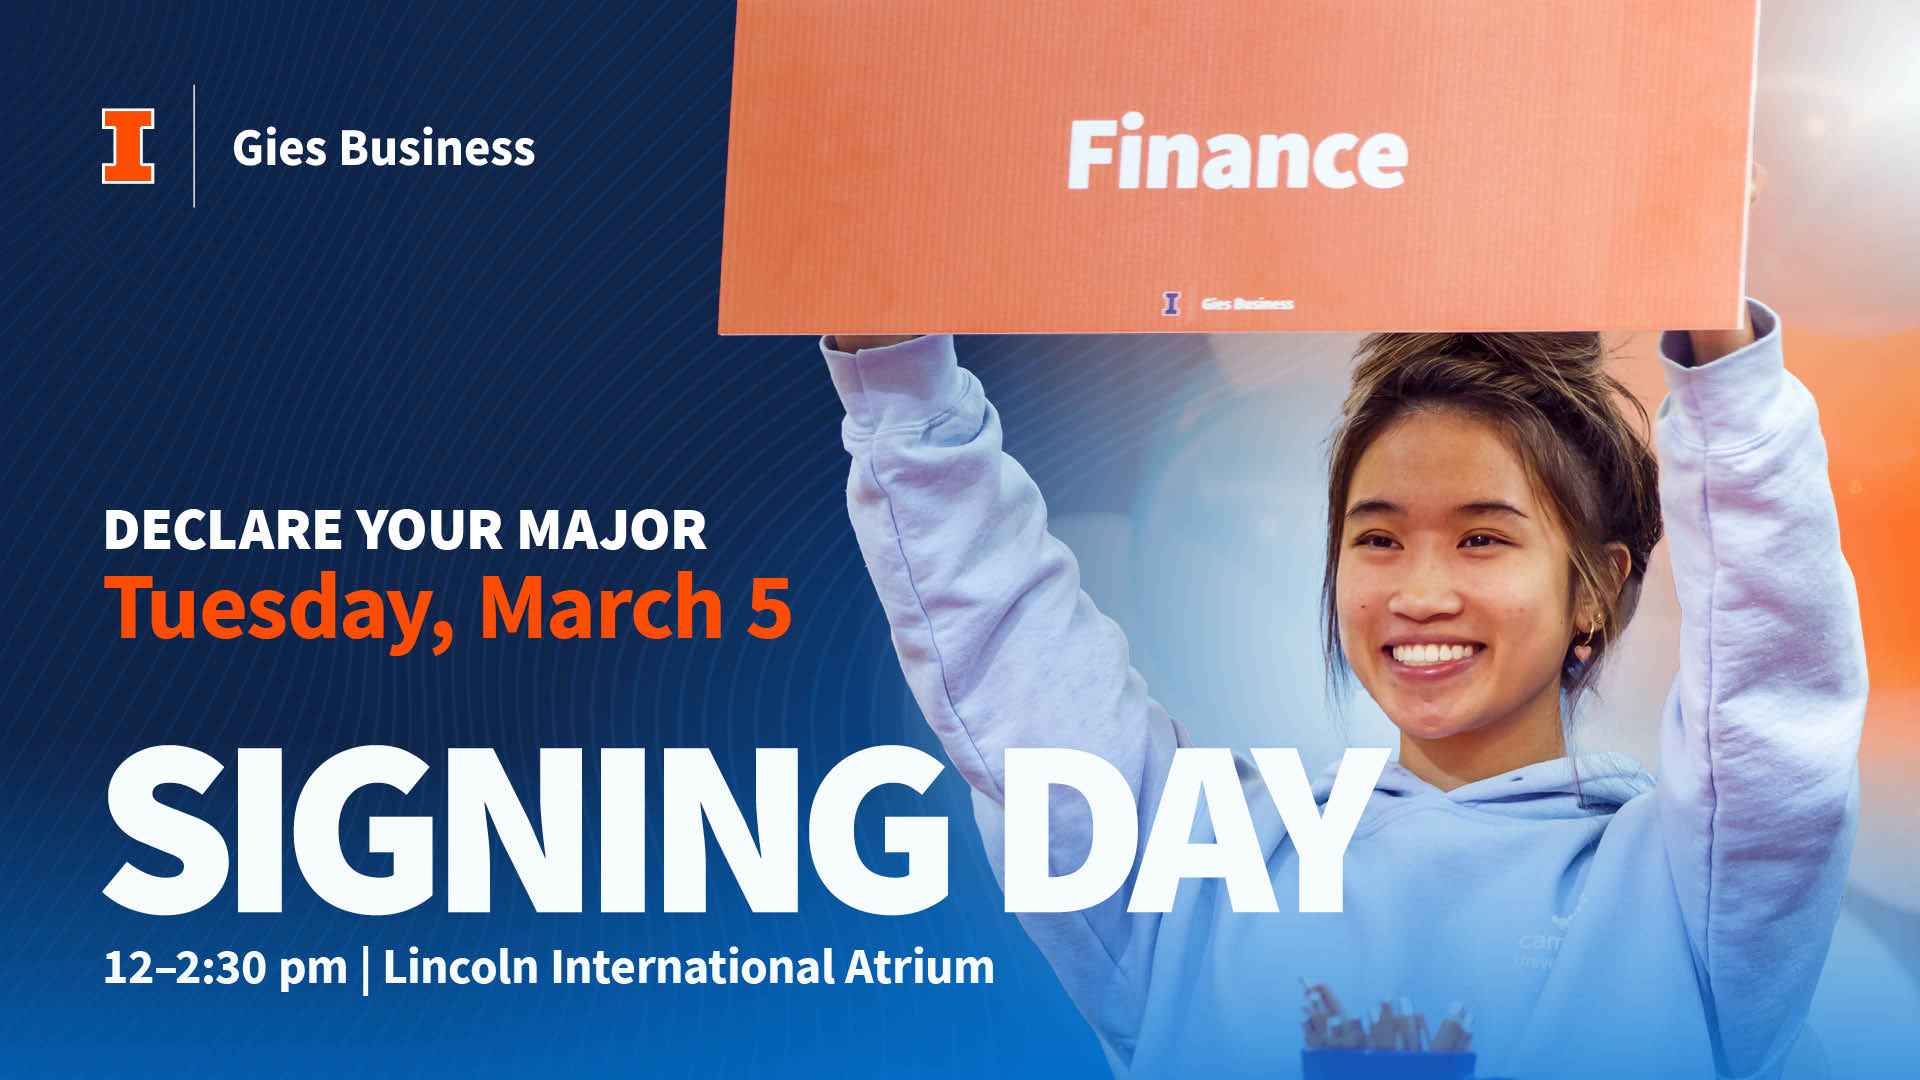 I
Gies Business
Finance
I Gies Business
DECLARE YOUR MAJOR
Tuesday, March 5
SIGNING DAY
12–2:30 pm | Lincoln International Atrium